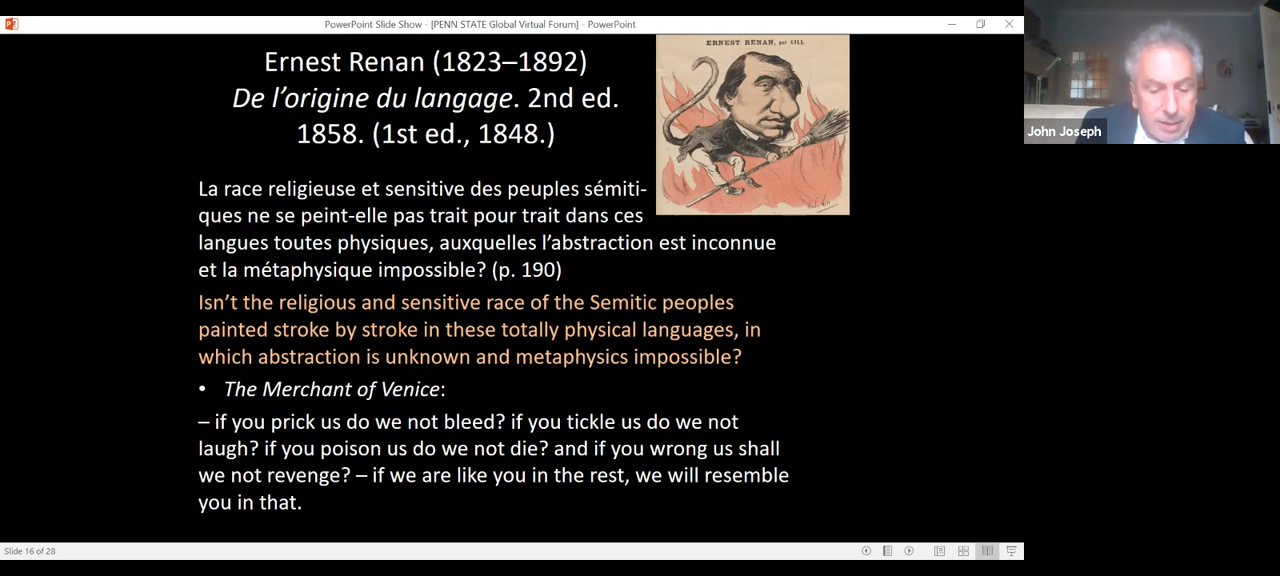 PowerPoint Slide Show - [PENN STATE Global Virtual Forum] - PowerPoint
Ernest Renan (1823–1892)
De l’origine du langage. 2nd ed.
1858. (1st ed., 1848.)
ERNEST RENAN, par GILL
La race religieuse et sensitive des peuples sémiti-
ques ne se peint-elle pas trait pour trait dans ces
langues toutes physiques, auxquelles l’abstraction est inconnue
et la métaphysique impossible? (p. 190)
Isn’t the religious and sensitive race of the Semitic peoples
painted stroke by stroke in these totally physical languages, in
which abstraction is unknown and metaphysics impossible?
• The Merchant of Venice:
– if you prick us do we not bleed? if you tickle us do we not
laugh? if you poison us do we not die? and if you wrong us shall
we not revenge? – if we are like you in the rest, we will resemble
you in that.
John Joseph
Slide 16 of 28